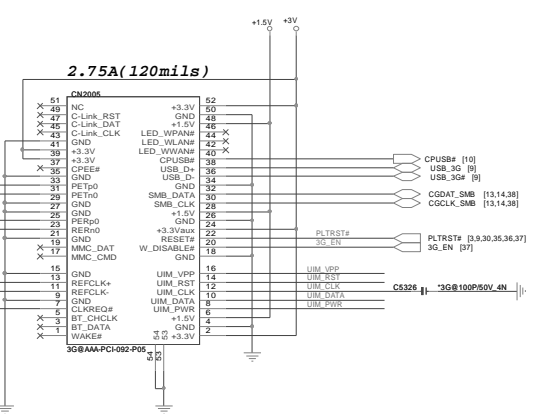 +1.5V +3V
2.75A(120mils)
CN2005
51 NC +3.3V 52
49 C-Link_RST GND 50
47 C-Link_DAT +1.5V 48
45 C-Link_CLK LED_WPAN# 46
43 GND LED_WLAN# 44
41 +3.3V LED_WWAN# 42
39 +3.3V CPUSB# 40 CPUSB# [10]
37 CPEE# USB_D+ 38 USB_3G [9]
35 GND USB_D- 36 USB_3G# [9]
33 PETp0 GND 34
31 PETn0 SMB_DATA 32 CGDAT_SMB [13,14,38]
29 GND SMB_CLK 30 CGCLK_SMB [13,14,38]
27 GND +1.5V 28
25 PERp0 GND 26
23 RERn0 +3.3Vaux 24
21 GND RESET# 22 PLTRST# PLTRST# [3,9,30,35,36,37]
19 MMC_DAT W_DISABLE# 20 3G_EN 3G_EN [37]
17 MMC_CMD GND 18
15 GND UIM_VPP 16 UIM_VPP
13 REFCLK+ UIM_RST 14 UIM_RST
11 REFCLK- UIM_CLK 12 UIM_CLK C5326 *3G@100P/50V_4N
9 GND UIM_DATA 10 UIM_DATA
7 CLKREQ# UIM_PWR 8 UIM_PWR
5 BT_CHCLK +1.5V 6
3 BT_DATA GND 4
1 WAKE# +3.3V 2
54 53
3G@AAA-PCI-092-P05
54 53